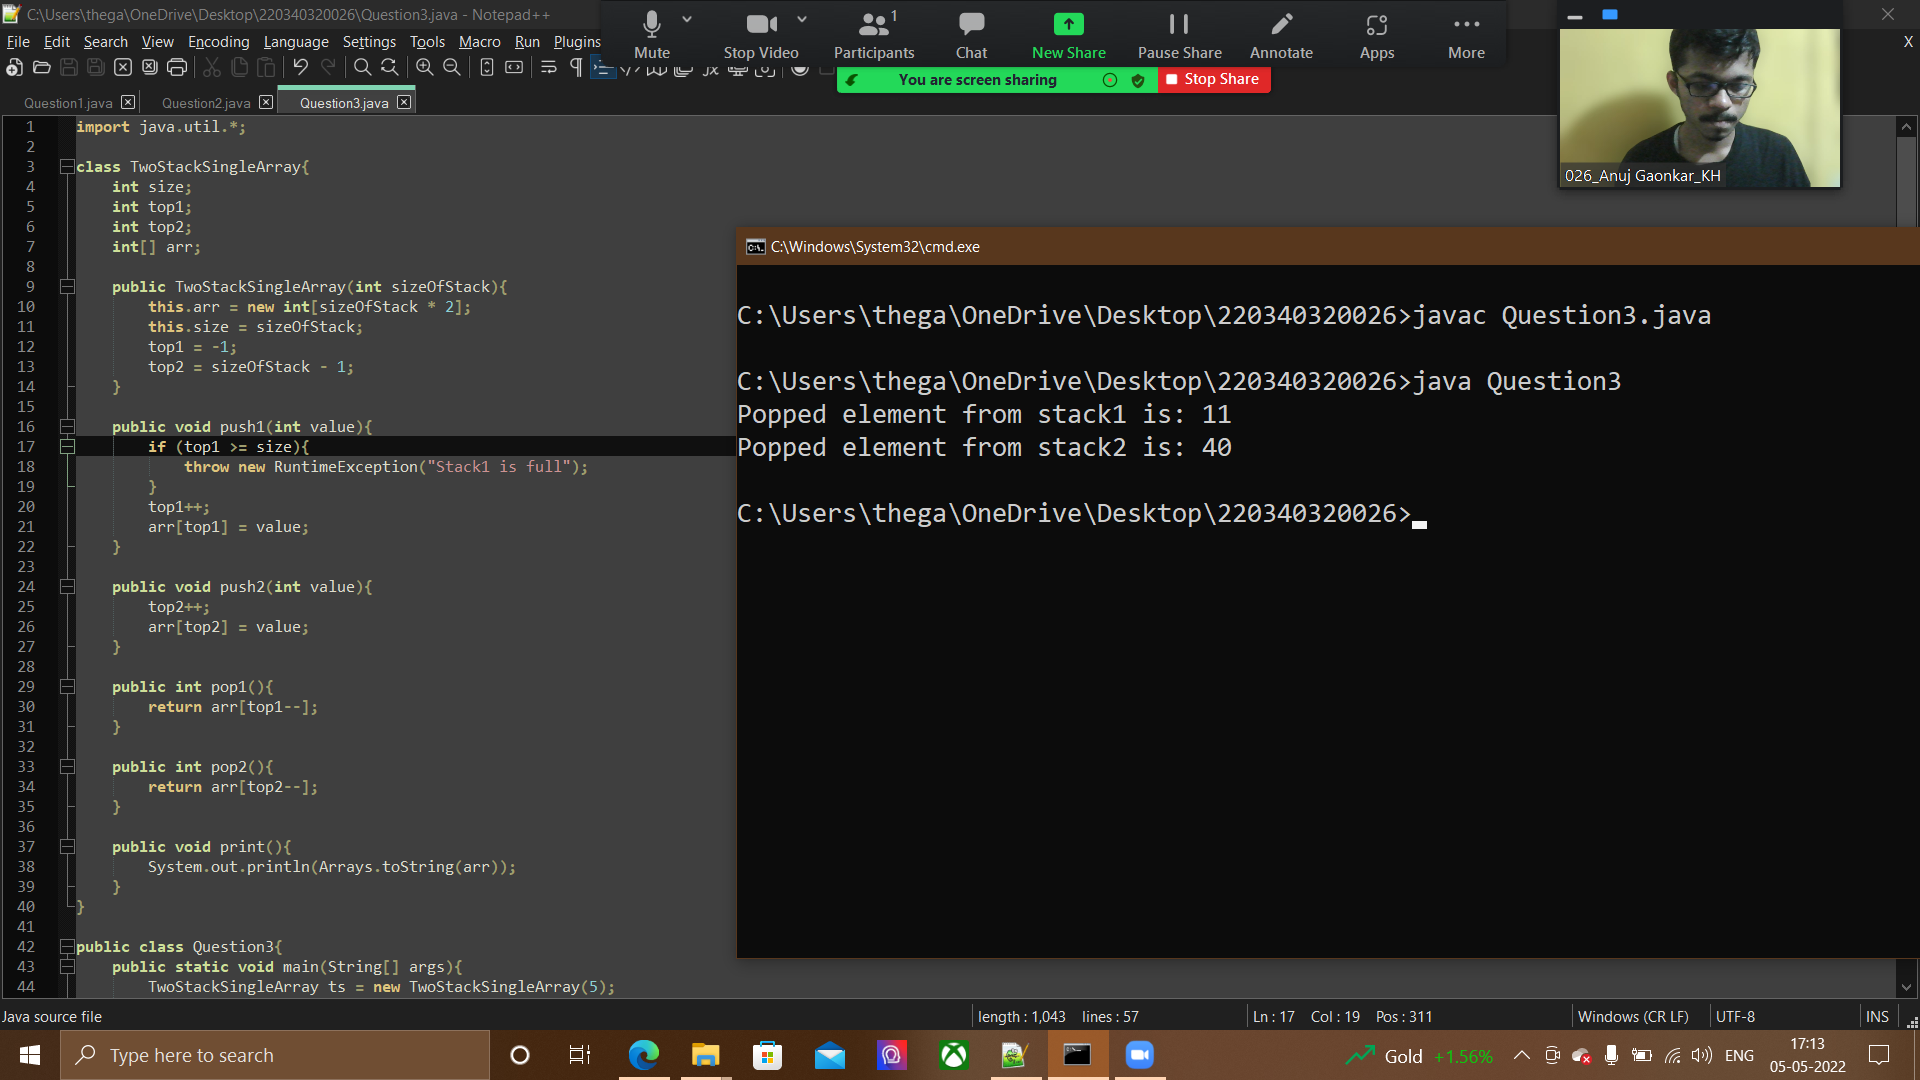 C:\Users\thega\OneDrive\Desktop\220340320026\Question3.java - Notepad++
File Edit Search View Encoding Language Settings Tools Macro Run Plugins
X
Mute
Stop Video
1
Participants
Chat
New Share
Pause Share
Annotate
Apps
More
You are screen sharing
Stop Share
026_Anuj Gaonkar_KH
Question1.java
Question2.java
Question3.java
1 import java.util.*;
2
3 class TwoStackSingleArray{
4 int size;
5 int top1;
6 int top2;
7 int[] arr;
8
9 public TwoStackSingleArray(int sizeOfStack){
10 this.arr = new int[sizeOfStack * 2];
11 this.size = sizeOfStack;
12 top1 = -1;
13 top2 = sizeOfStack - 1;
14 }
15
16 public void push1(int value){
17 if (top1 >= size){
18 throw new RuntimeException("Stack1 is full");
19 }
20 top1++;
21 arr[top1] = value;
22 }
23
24 public void push2(int value){
25 top2++;
26 arr[top2] = value;
27 }
28
29 public int pop1(){
30 return arr[top1--];
31 }
32
33 public int pop2(){
34 return arr[top2--];
35 }
36
37 public void print(){
38 System.out.println(Arrays.toString(arr));
39 }
40 }
41
42 public class Question3{
43 public static void main(String[] args){
44 TwoStackSingleArray ts = new TwoStackSingleArray(5);
C:\Windows\System32\cmd.exe
C:\Users\thega\OneDrive\Desktop\220340320026>javac Question3.java
C:\Users\thega\OneDrive\Desktop\220340320026>java Question3
Popped element from stack1 is: 11
Popped element from stack2 is: 40
C:\Users\thega\OneDrive\Desktop\220340320026>
Java source file
length : 1,043 lines : 57
Ln : 17 Col : 19 Pos : 311
Windows (CR LF)
UTF-8
INS
Type here to search
Gold +1.56%
ENG
17:13
05-05-2022